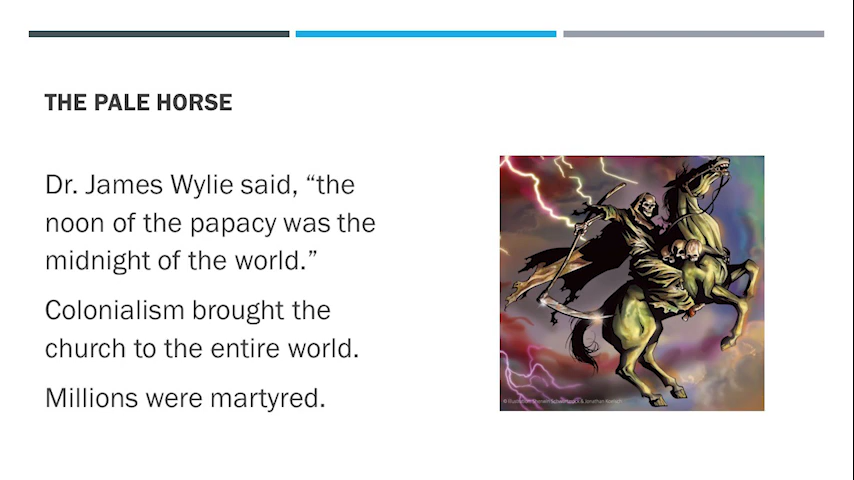 THE PALE HORSE
Dr. James Wylie said, “the
noon of the papacy was the
midnight of the world.”
Colonialism brought the
church to the entire world.
Millions were martyred.